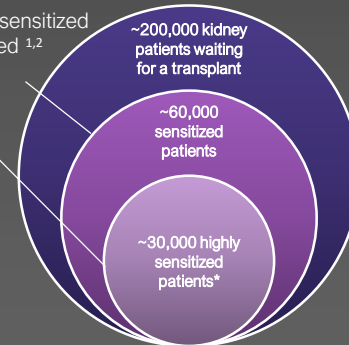 sensitized
ed 1,2
~200,000 kidney
patients waiting
for a transplant
~60,000
sensitized
patients
~30,000 highly
sensitized
patients*